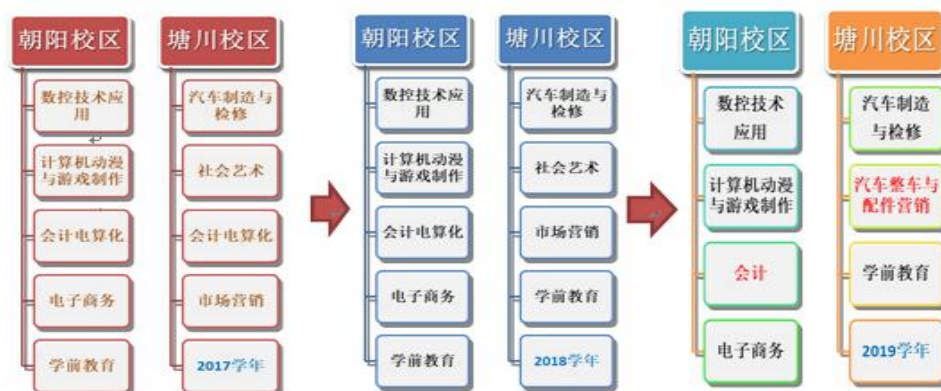 朝阳校区
数控技术应
用
计算机动漫
与游戏制作
会计电算化
电子商务
学前教育
塘川校区
汽车制造与
检修
社会艺术
会计电算化
市场营销
2017学年
朝阳校区
数控技术应
用
计算机动漫
与游戏制作
会计电算化
电子商务
学前教育
塘川校区
汽车制造与
检修
社会艺术
市场营销
学前教育
2018学年
朝阳校区
数控技术
应用
计算机动漫
与游戏制作
会计
电子商务
塘川校区
汽车制造
与检修
汽车整车与
配件营销
学前教育
2019学年